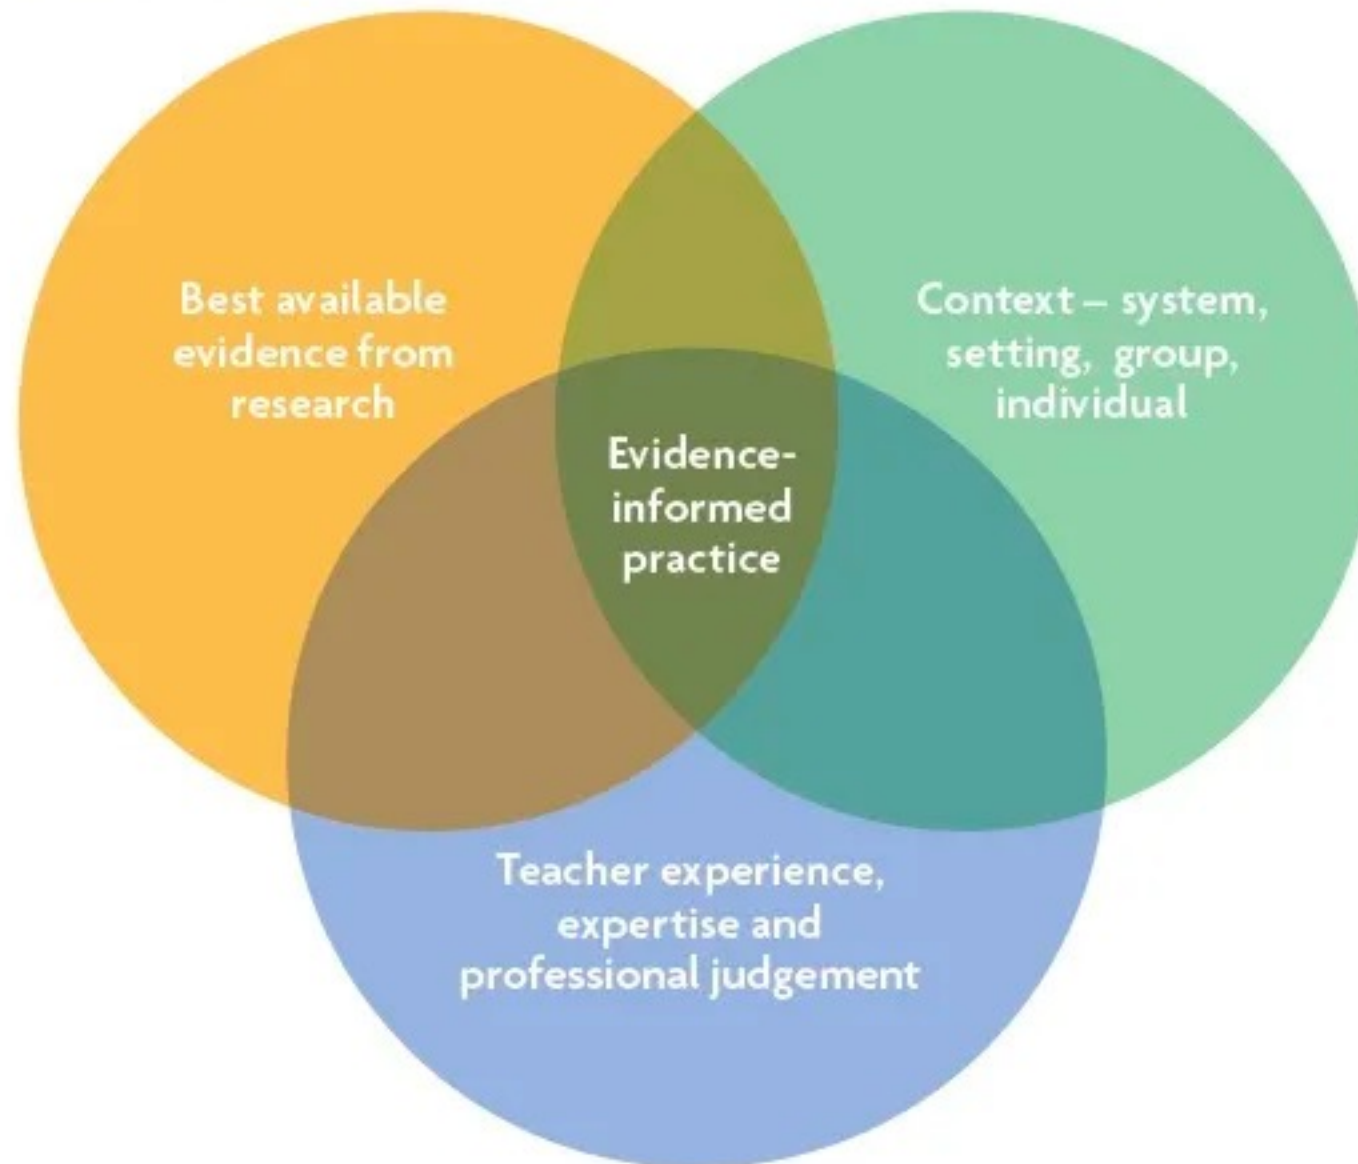 Best available
evidence from
research
Context – system,
setting, group,
individual
Evidence-
informed
practice
Teacher experience,
expertise and
professional judgement